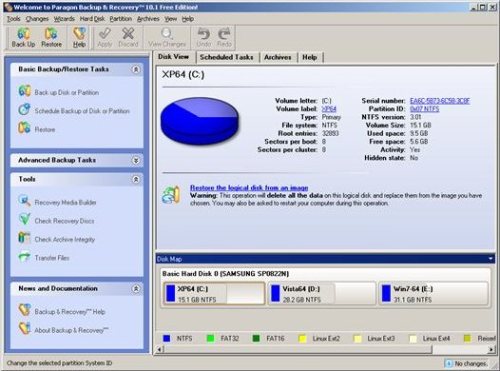 Welcome to Paragon Backup & Recovery™ 10.1 Free Edition!
Tools Changes Wizards Hard Disk Partition Archives View Help
Back Up Restore Help Apply Discard View Changes Undo Redo
Disk View Scheduled Tasks Archives Help
Basic Backup/Restore Tasks
Back up Disk or Partition
Schedule Backup of Disk or Partition
Restore
Advanced Backup Tasks
Tools
Recovery Media Builder
Check Recovery Discs
Check Archive Integrity
Transfer Files
News and Documentation
Backup & Recovery™ Help
About Backup & Recovery™
XP64 (C:)
Volume letter: (C:)
Volume label: XP64
Type: Primary
File system: NTFS
Root entries: 32893
Sectors per boot: 8
Sectors per cluster: 8
Serial number:
Partition ID: 0x07 NTFS
NTFS version: 3.01
Volume Size: 15.1 GB
Used space: 9.5 GB
Free space: 5.6 GB
Activity: Yes
Hidden state: No
Restore the logical disk from an image
Warning: This operation will delete all the data on this logical disk and replace them from the image you have
chosen. You may also be asked to restart your computer during this operation.
Disk Map
Basic Hard Disk 0 (SAMSUNG SP0822N)
XP64 (C:)
15.1 GB NTFS
Vista64 (D:)
28.2 GB NTFS
Win7-64 (E:)
31.1 GB NTFS
NTFS FAT32 FAT16 Linux Ext2 Linux Ext3 Linux Ext4
Change the selected partition System ID
No changes.